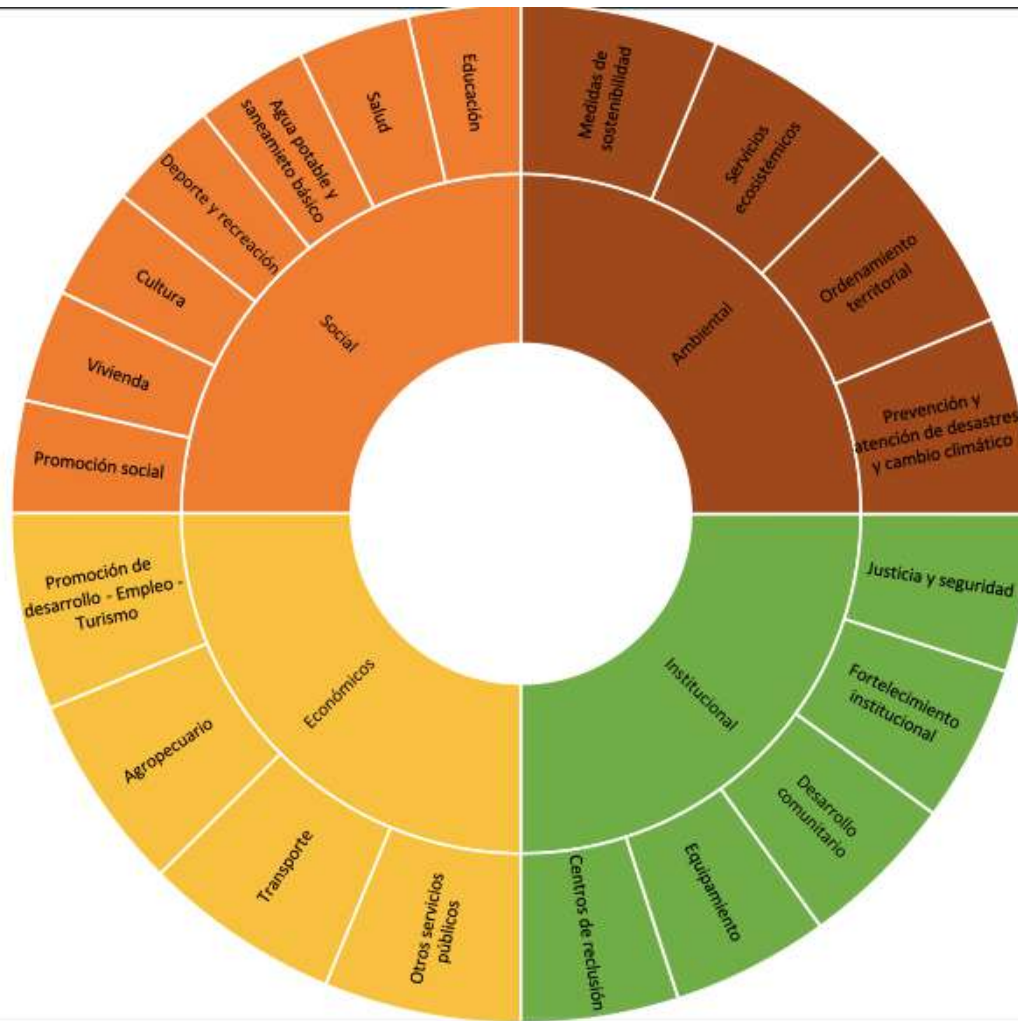 Medidas de
sostenibilidad
Servicios
ecosistémicos
Ordenamiento
territorial
Prevención y
atención de desastres
y cambio climático
Ambiental
Justicia y seguridad
Fortelecimiento
institucional
Desarrollo
comunitario
Equipamiento
Centros de reclusión
Institucional
Otros servicios
públicos
Transporte
Agropecuario
Promoción de
desarrollo - Empleo -
Turismo
Económicos
Promoción social
Vivienda
Cultura
Deporte y recreación
Agua potable y
saneamieto básico
Salud
Educación
Social